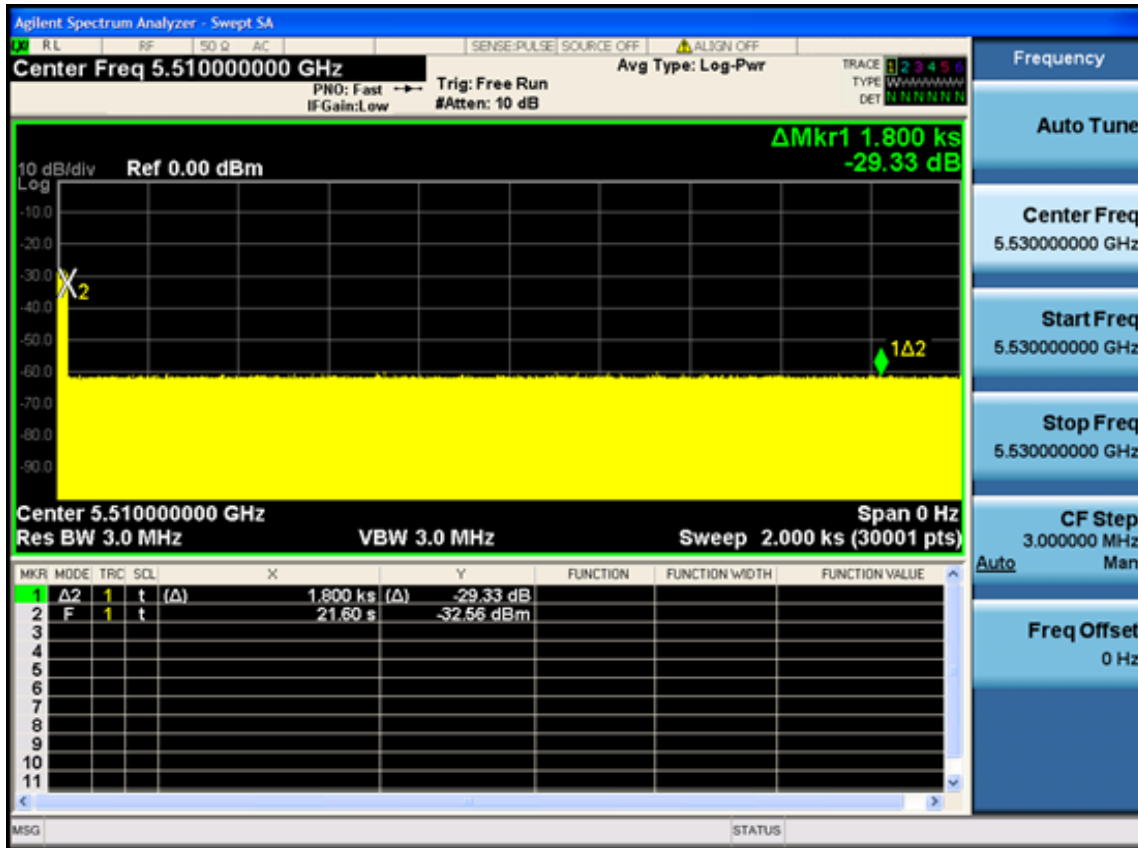 Agilent Spectrum Analyzer - Swept SA
RL RF 50 Ω AC SENSE:PULSE SOURCE OFF ALIGN OFF
Center Freq 5.510000000 GHz
Avg Type: Log-Pwr
PNO: Fast
IFGain:Low
Trig: Free Run
#Atten: 10 dB
TRACE 1 2 3 4 5 6
TYPE
DET N N N N N N
ΔMkr1 1.800 ks
-29.33 dB
10 dB/div Ref 0.00 dBm
Log
-10.0
-20.0
-30.0
-40.0
-50.0
-60.0
-70.0
-80.0
-90.0
2
1Δ2
Center 5.510000000 GHz Span 0 Hz
Res BW 3.0 MHz VBW 3.0 MHz Sweep 2.000 ks (30001 pts)
MKR MODE TRC SCL X Y FUNCTION FUNCTION WIDTH FUNCTION VALUE
1 Δ2 1 t (Δ) 1.800 ks (Δ) -29.33 dB
2 F 1 t 21.60 s -32.56 dBm
3
4
5
6
7
8
9
10
11
MSG STATUS
Frequency
Auto Tune
Center Freq
5.530000000 GHz
Start Freq
5.530000000 GHz
Stop Freq
5.530000000 GHz
CF Step
3.000000 MHz
Auto Man
Freq Offset
0 Hz